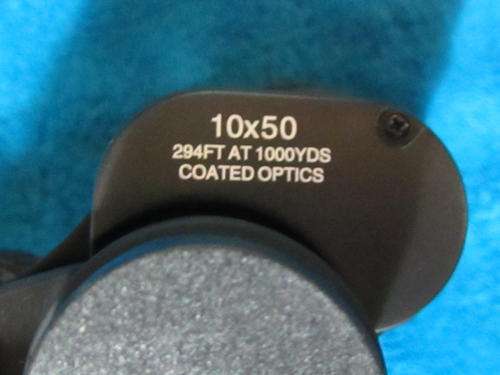 10x50
294FT AT 1000YDS
COATED OPTICS